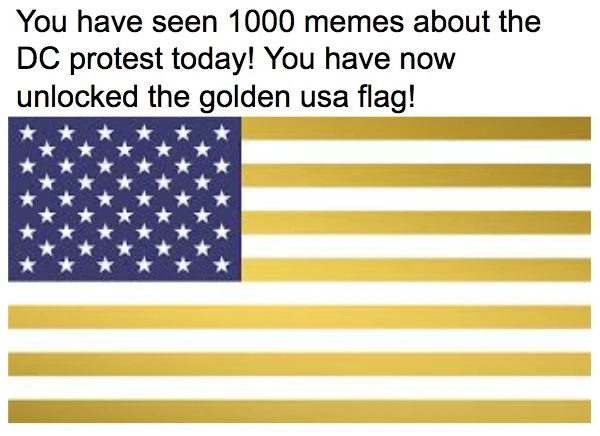 You have seen 1000 memes about the
DC protest today! You have now
unlocked the golden usa flag!